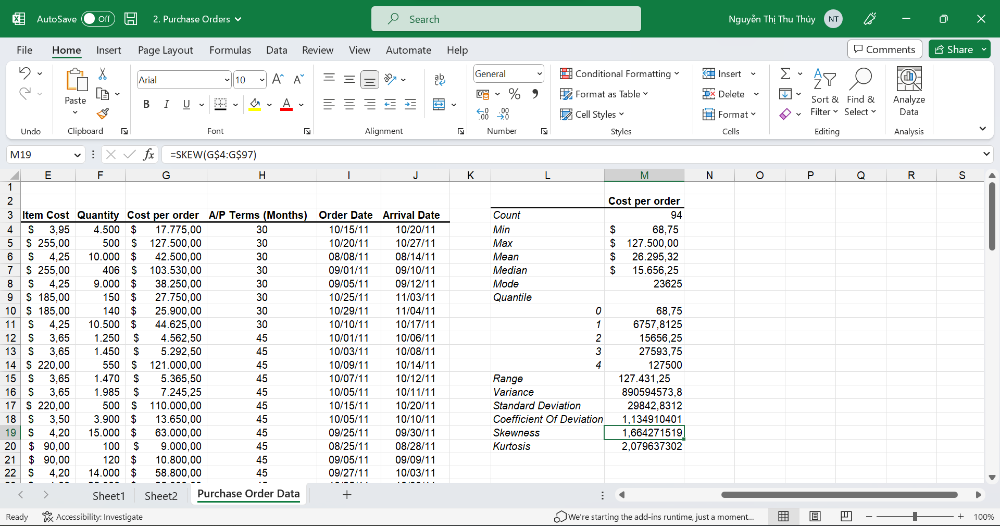 AutoSave Off 2. Purchase Orders Search Nguyễn Thị Thu Thủy NT
File Home Insert Page Layout Formulas Data Review View Automate Help Comments Share
Paste
Arial 10
B I U
General
Conditional Formatting
Format as Table
Cell Styles
Insert
Delete
Format
Sort & Filter
Find & Select
Analyze Data
Undo Clipboard Font Alignment Number Styles Cells Editing Analysis
M19 fx =SKEW(G$4:G$97)
E F G H I J K L M N O P Q R S
1
2 Cost per order
3 Item Cost Quantity Cost per order A/P Terms (Months) Order Date Arrival Date Count 94
4 $ 3,95 4.500 $ 17.775,00 30 10/15/11 10/20/11 Min $ 68,75
5 $ 255,00 500 $ 127.500,00 30 10/20/11 10/27/11 Max $ 127.500,00
6 $ 4,25 10.000 $ 42.500,00 30 08/08/11 08/14/11 Mean $ 26.295,32
7 $ 255,00 406 $ 103.530,00 30 09/01/11 09/10/11 Median $ 15.656,25
8 $ 4,25 9.000 $ 38.250,00 30 09/05/11 09/12/11 Mode 23625
9 $ 185,00 150 $ 27.750,00 30 10/25/11 11/03/11 Quantile
10 $ 185,00 140 $ 25.900,00 30 10/29/11 11/04/11 0 68,75
11 $ 4,25 10.500 $ 44.625,00 30 10/10/11 10/17/11 1 6757,8125
12 $ 3,65 1.250 $ 4.562,50 45 10/01/11 10/06/11 2 15656,25
13 $ 3,65 1.450 $ 5.292,50 45 10/03/11 10/08/11 3 27593,75
14 $ 220,00 550 $ 121.000,00 45 10/09/11 10/14/11 4 127500
15 $ 3,65 1.470 $ 5.365,50 45 10/07/11 10/12/11 Range 127.431,25
16 $ 3,65 1.985 $ 7.245,25 45 10/05/11 10/11/11 Variance 890594573,8
17 $ 220,00 500 $ 110.000,00 45 10/15/11 10/20/11 Standard Deviation 29842,8312
18 $ 3,50 3.900 $ 13.650,00 45 10/05/11 10/10/11 Coefficient Of Deviation 1,134910401
19 $ 4,20 15.000 $ 63.000,00 45 09/25/11 09/30/11 Skewness 1,664271519
20 $ 90,00 100 $ 9.000,00 45 08/25/11 08/28/11 Kurtosis 2,079637302
21 $ 90,00 120 $ 10.800,00 45 09/05/11 09/09/11
22 $ 4,20 14.000 $ 58.800,00 45 09/27/11 10/03/11
Sheet1 Sheet2 Purchase Order Data
Ready Accessibility: Investigate We're starting the add-ins runtime, just a moment... 100%